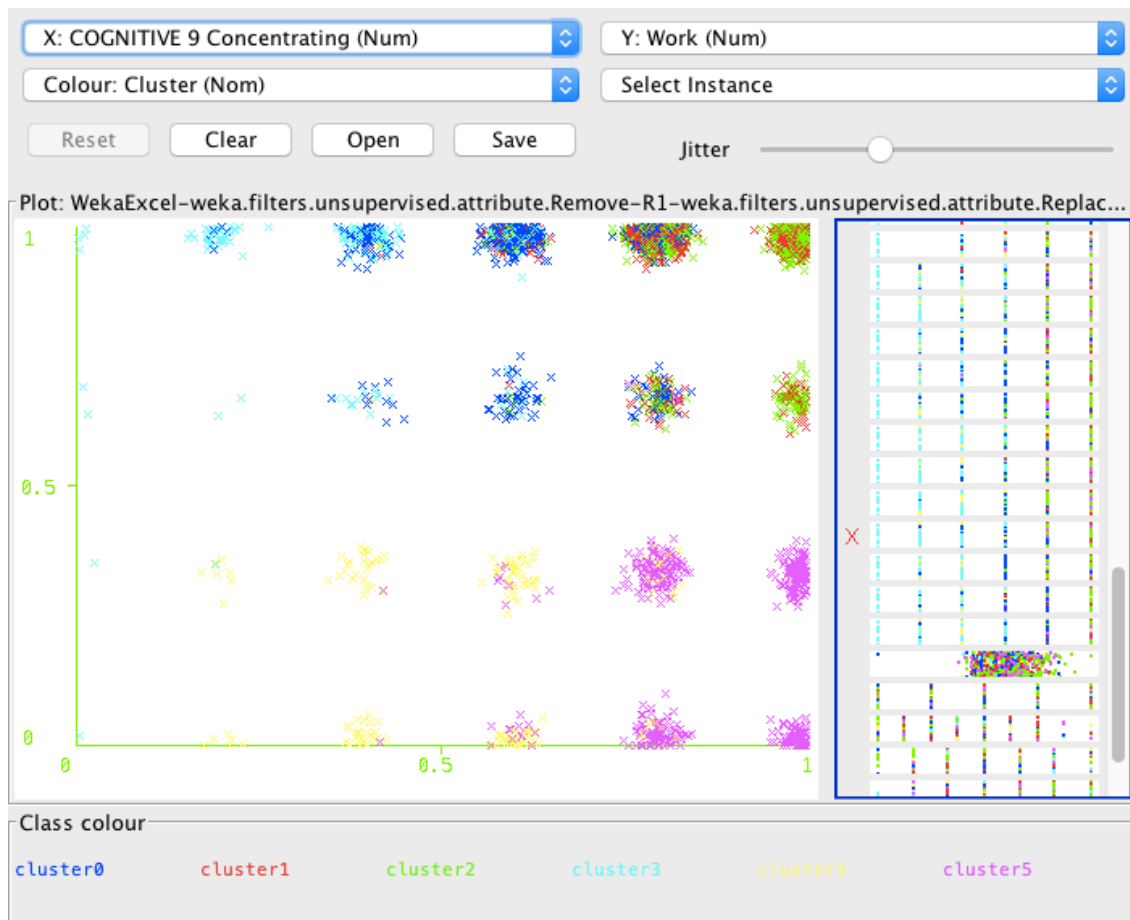 X: COGNITIVE 9 Concentrating (Num) Y: Work (Num)
Colour: Cluster (Nom) Select Instance
Reset Clear Open Save Jitter
Plot: WekaExcel-weka.filters.unsupervised.attribute.Remove-R1-weka.filters.unsupervised.attribute.Replac...
1
0.5
0
0 0.5 1
X
Class colour
cluster0 cluster1 cluster2 cluster3 cluster4 cluster5